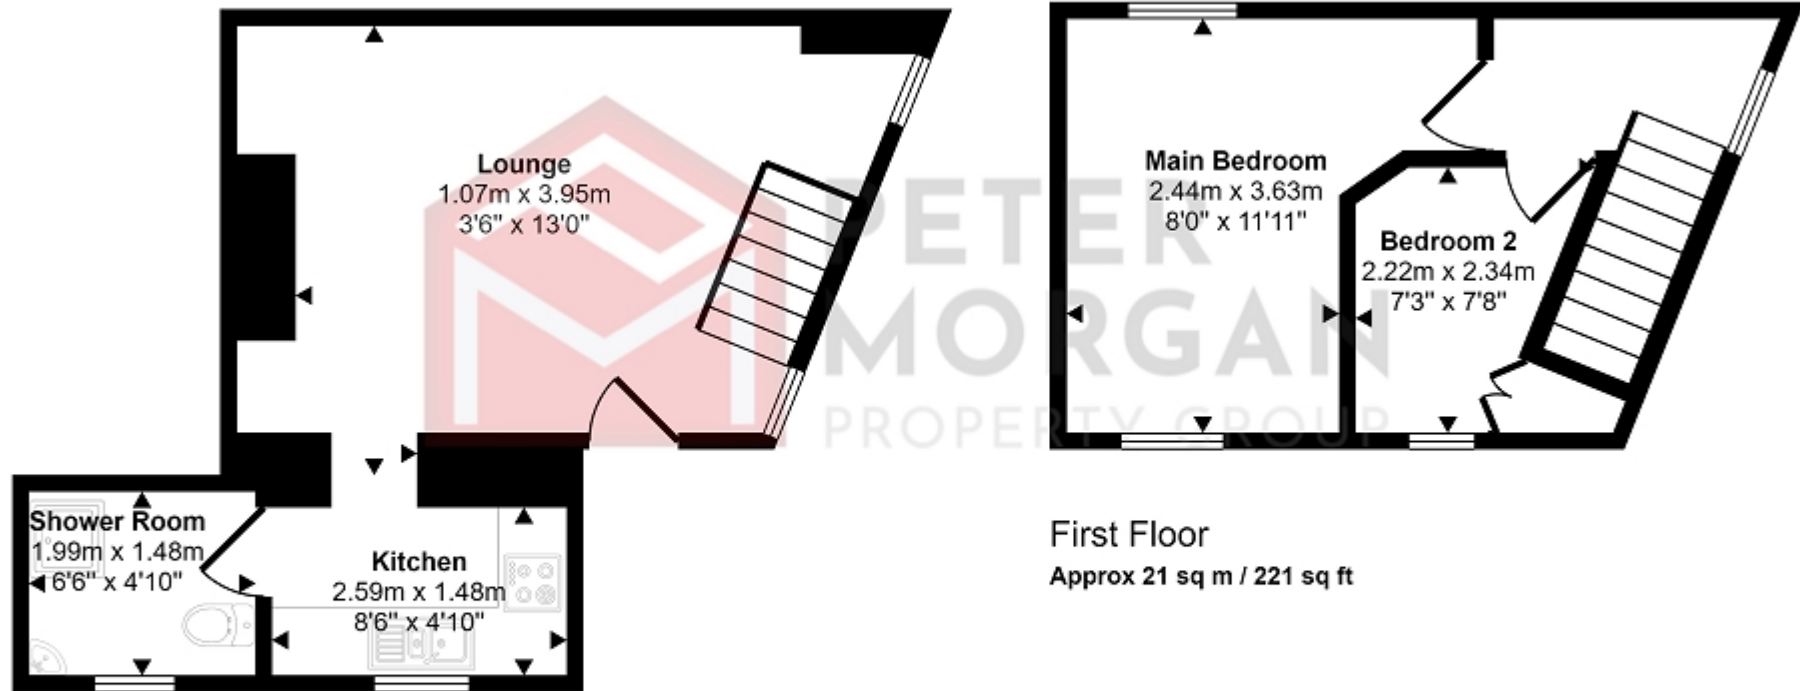 Lounge
1.07m x 3.95m
3'6" x 13'0"
PETER
MORGAN
PROPERTY GROUP
Shower Room
1.99m x 1.48m
6'6" x 4'10"
Kitchen
2.59m x 1.48m
8'6" x 4'10"
Main Bedroom
2.44m x 3.63m
8'0" x 11'11"
Bedroom 2
2.22m x 2.34m
7'3" x 7'8"
First Floor
Approx 21 sq m / 221 sq ft